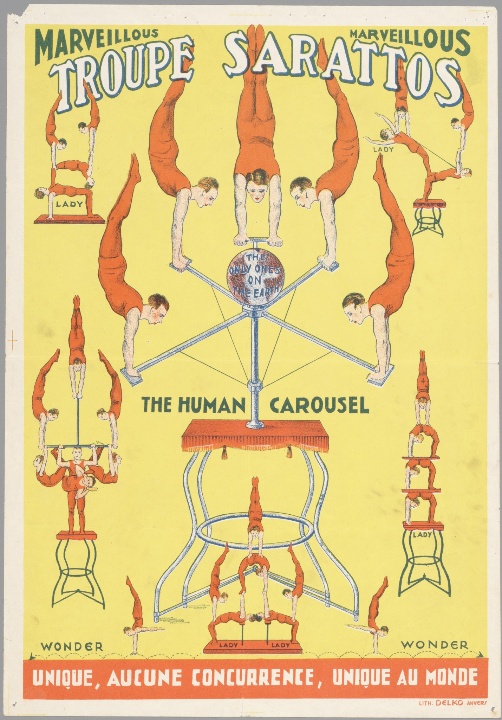 MARVEILLOUS MARVEILLOUS
TROUPE SARATTOS
LADY
LADY
THE
ONLY ONES
ON
THE EARTH
THE HUMAN CAROUSEL
LADY
LADY LADY
WONDER WONDER
UNIQUE, AUCUNE CONCURRENCE, UNIQUE AU MONDE
LITH. DELKO ANVERS